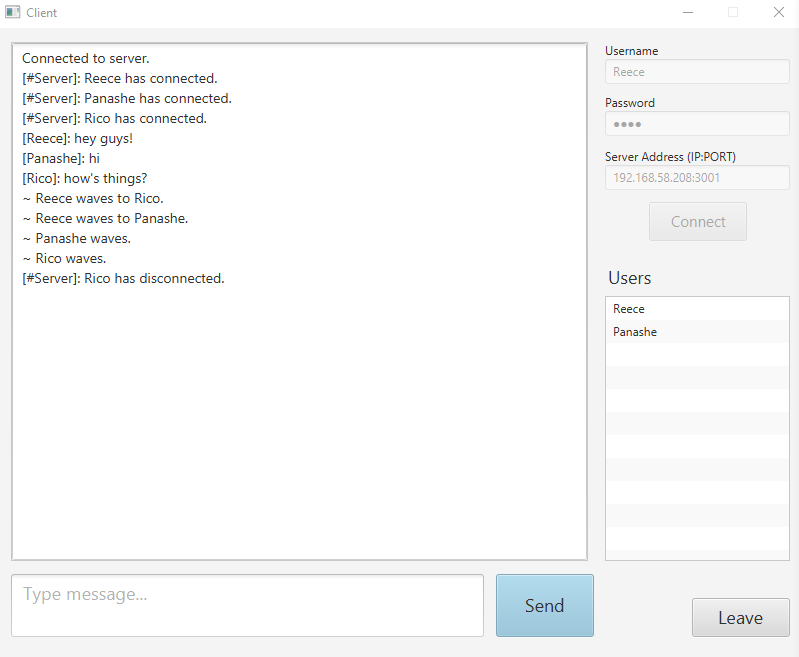 Client
Connected to server.
[#Server]: Reece has connected.
[#Server]: Panashe has connected.
[#Server]: Rico has connected.
[Reece]: hey guys!
[Panashe]: hi
[Rico]: how's things?
~ Reece waves to Rico.
~ Reece waves to Panashe.
~ Panashe waves.
~ Rico waves.
[#Server]: Rico has disconnected.
Type message...
Send
Username
Reece
Password
●●●●
Server Address (IP:PORT)
192.168.58.208:3001
Connect
Users
Reece
Panashe
Leave